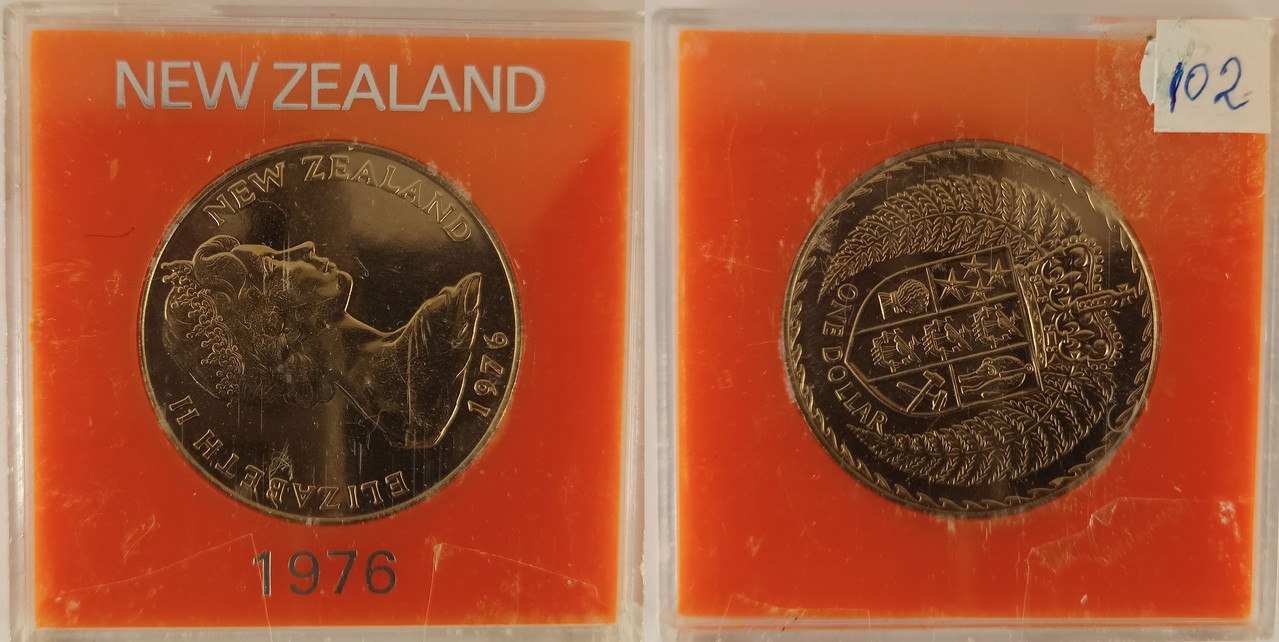 NEW ZEALAND
ELIZABETH II NEW ZEALAND 1976
1976
102
ONE DOLLAR